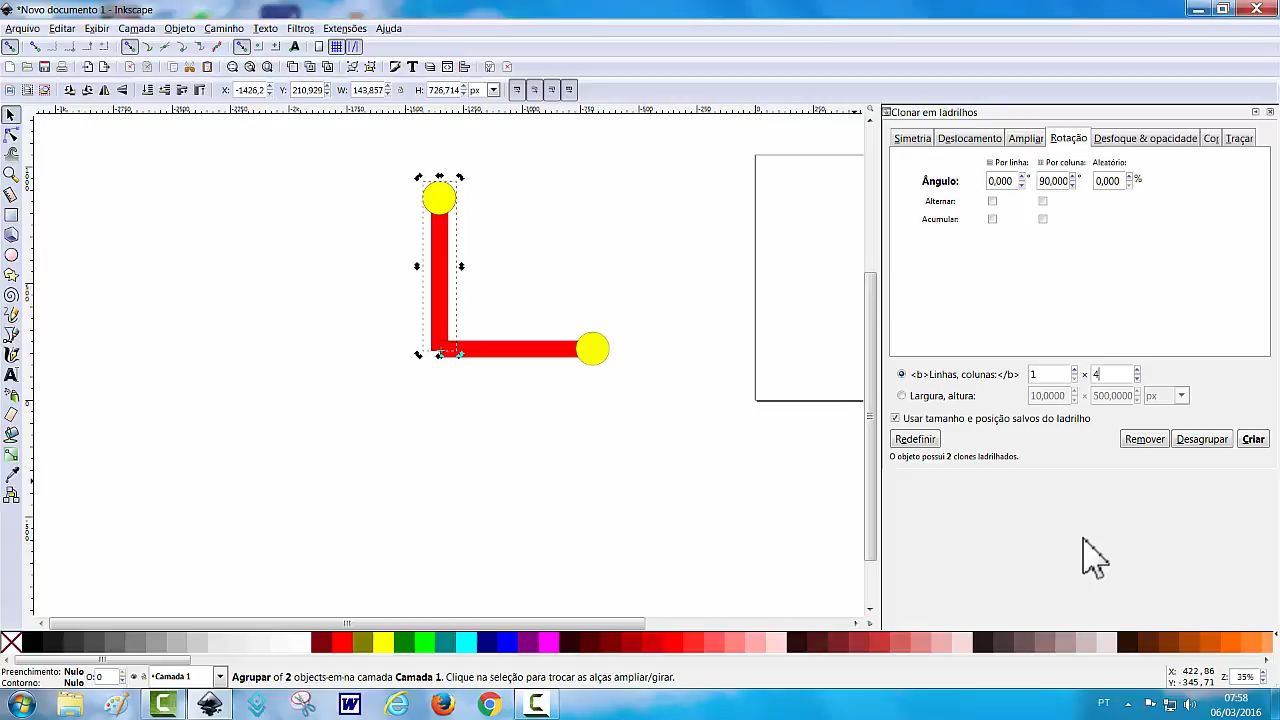 *Novo documento 1 - Inkscape
Arquivo Editar Exibir Camada Objeto Caminho Texto Filtros Extensões Ajuda
X: -1426,2 Y: 210,929 W: 143,857 H: 726,714 px
Clonar em ladrilhos
Simetria Deslocamento Ampliar Rotação Desfoque & opacidade Cor Traçar
Por linha: Por coluna: Aleatório:
Ângulo: 0,000 ° 90,000 ° 0,000 %
Alternar:
Acumular:
<b>Linhas, colunas:</b> 1 × 4
Largura, altura: 10,0000 × 500,0000 px
Usar tamanho e posição salvos do ladrilho
Redefinir Remover Desagrupar Criar
O objeto possui 2 clones ladrilhados.
Preenchimento: Nulo
Contorno: Nulo
O: 0
•Camada 1
Agrupar of 2 objects-em-na camada Camada 1. Clique na seleção para trocar as alças ampliar/girar.
X: 422,86
Y: -345,71
Z: 35%
PT
07:58
06/03/2016